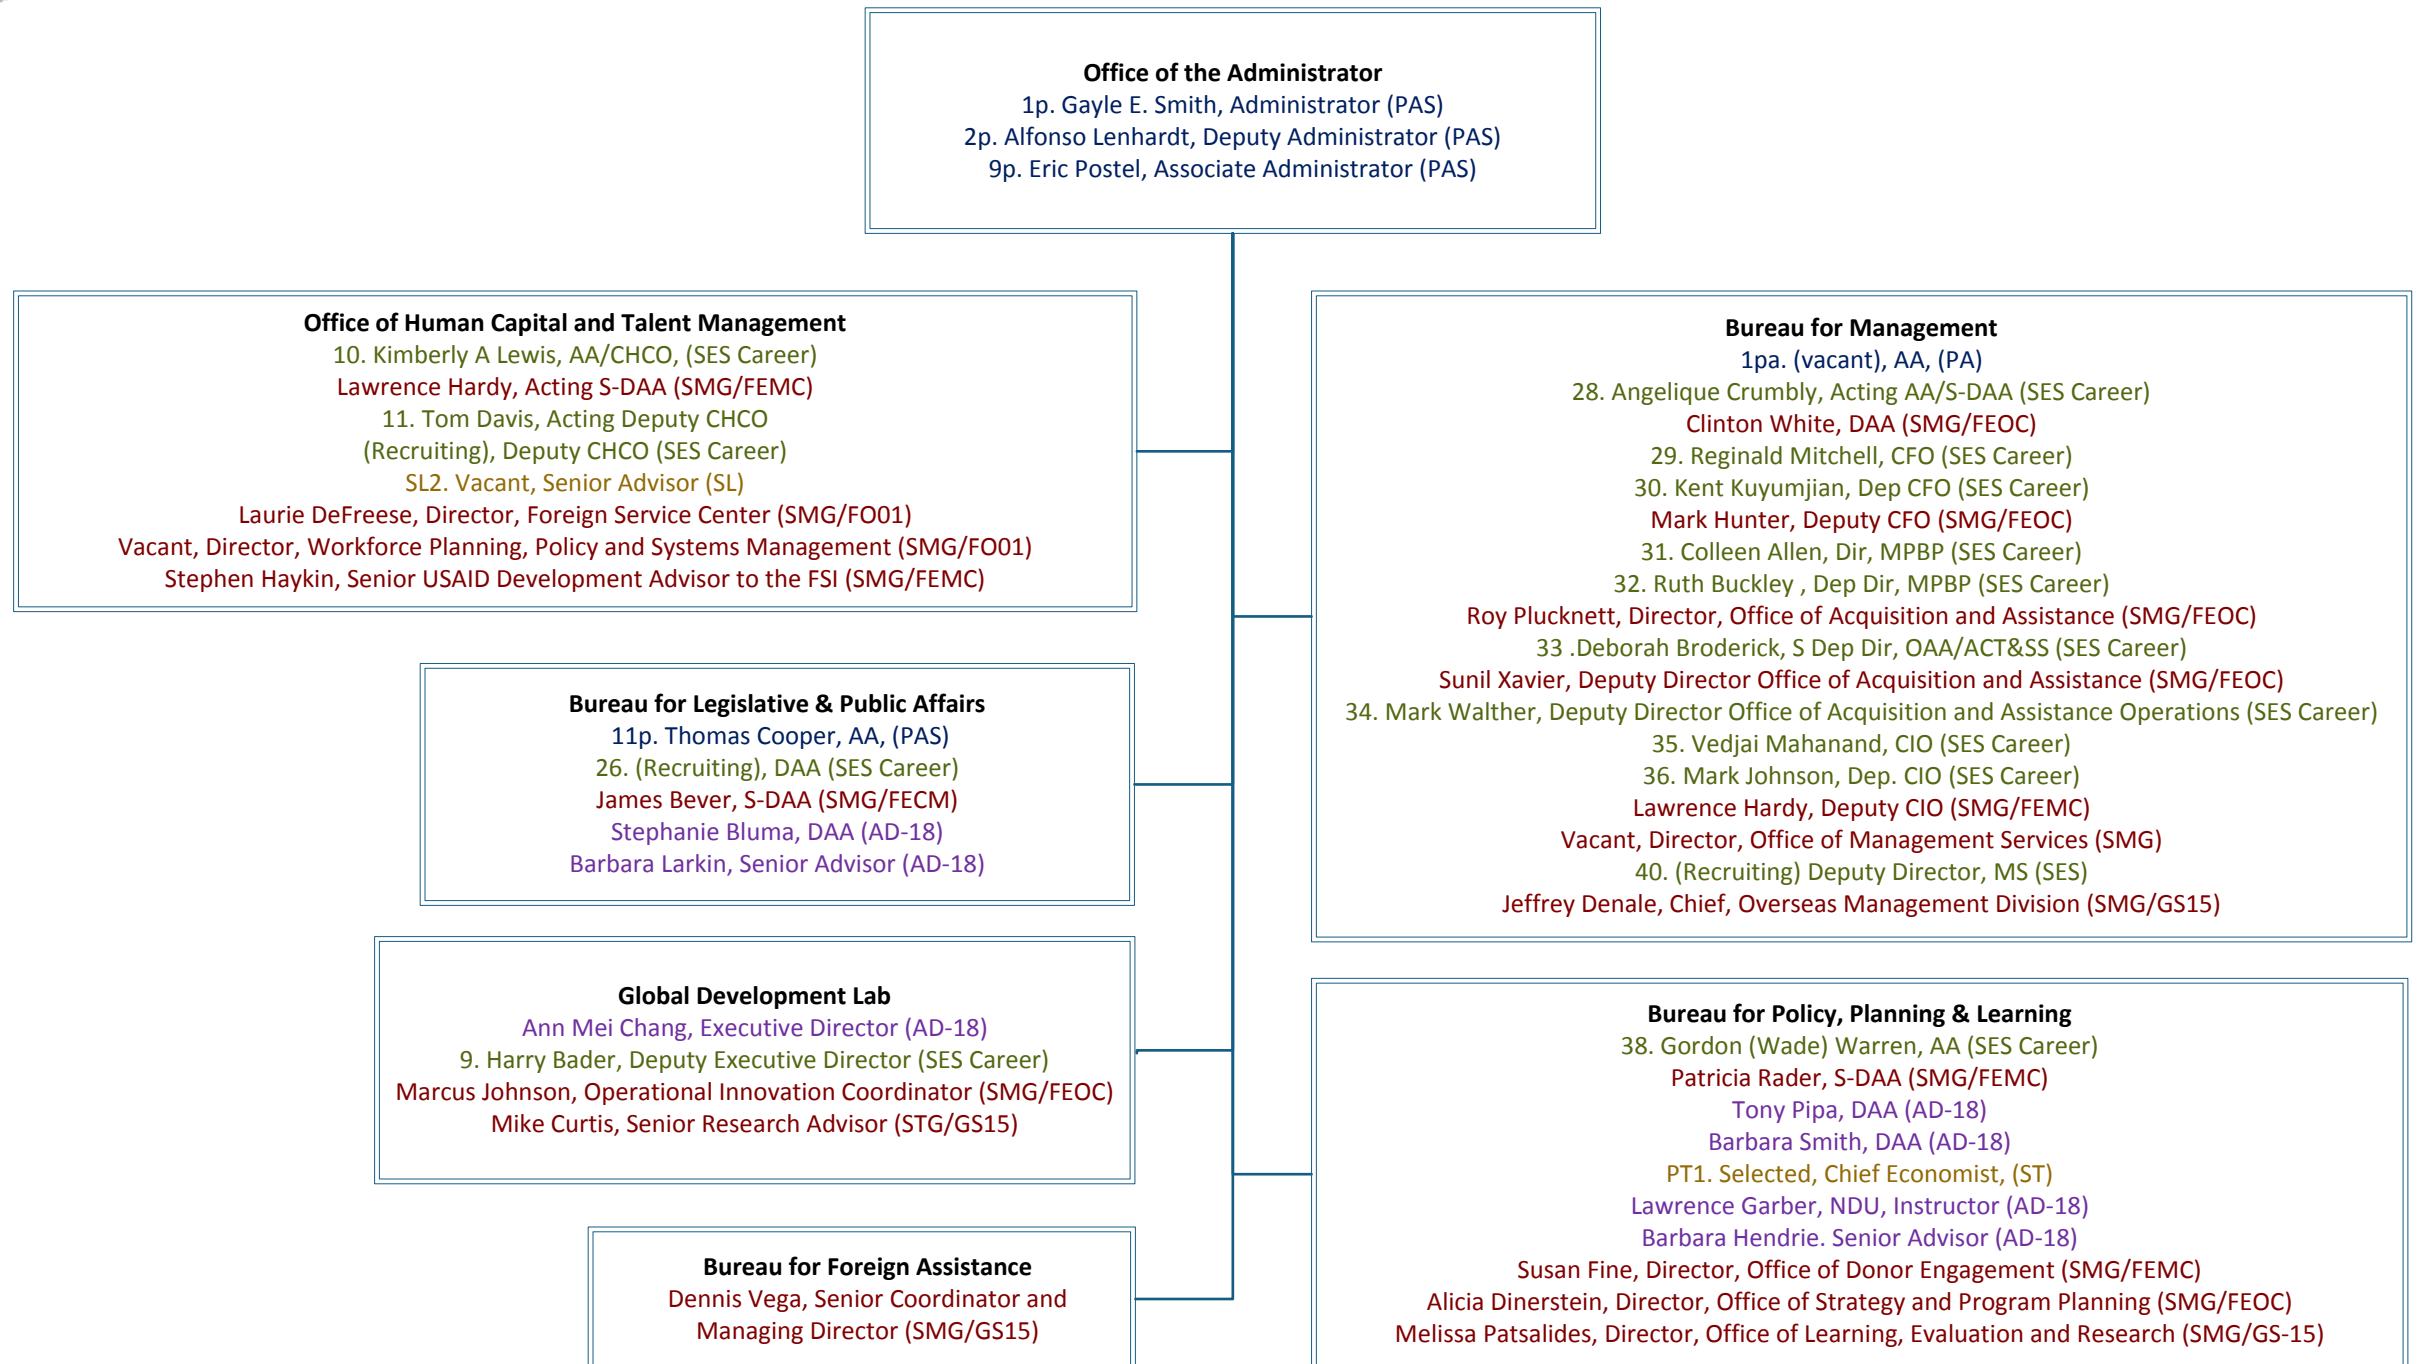 Office of the Administrator
1p. Gayle E. Smith, Administrator (PAS)
2p. Alfonso Lenhardt, Deputy Administrator (PAS)
9p. Eric Postel, Associate Administrator (PAS)
Office of Human Capital and Talent Management
10. Kimberly A Lewis, AA/CHCO, (SES Career)
Lawrence Hardy, Acting S-DAA (SMG/FEMC)
11. Tom Davis, Acting Deputy CHCO
(Recruiting), Deputy CHCO (SES Career)
SL2. Vacant, Senior Advisor (SL)
Laurie DeFreese, Director, Foreign Service Center (SMG/FO01)
Vacant, Director, Workforce Planning, Policy and Systems Management (SMG/FO01)
Stephen Haykin, Senior USAID Development Advisor to the FSI (SMG/FEMC)
Bureau for Management
1pa. (vacant), AA, (PA)
28. Angelique Crumbly, Acting AA/S-DAA (SES Career)
Clinton White, DAA (SMG/FEOC)
29. Reginald Mitchell, CFO (SES Career)
30. Kent Kuyumjian, Dep CFO (SES Career)
Mark Hunter, Deputy CFO (SMG/FEOC)
31. Colleen Allen, Dir, MPBP (SES Career)
32. Ruth Buckley , Dep Dir, MPBP (SES Career)
Roy Plucknett, Director, Office of Acquisition and Assistance (SMG/FEOC)
33 .Deborah Broderick, S Dep Dir, OAA/ACT&SS (SES Career)
Sunil Xavier, Deputy Director Office of Acquisition and Assistance (SMG/FEOC)
34. Mark Walther, Deputy Director Office of Acquisition and Assistance Operations (SES Career)
35. Vedjai Mahanand, CIO (SES Career)
36. Mark Johnson, Dep. CIO (SES Career)
Lawrence Hardy, Deputy CIO (SMG/FEMC)
Vacant, Director, Office of Management Services (SMG)
40. (Recruiting) Deputy Director, MS (SES)
Jeffrey Denale, Chief, Overseas Management Division (SMG/GS15)
Bureau for Legislative & Public Affairs
11p. Thomas Cooper, AA, (PAS)
26. (Recruiting), DAA (SES Career)
James Bever, S-DAA (SMG/FECM)
Stephanie Bluma, DAA (AD-18)
Barbara Larkin, Senior Advisor (AD-18)
Global Development Lab
Ann Mei Chang, Executive Director (AD-18)
9. Harry Bader, Deputy Executive Director (SES Career)
Marcus Johnson, Operational Innovation Coordinator (SMG/FEOC)
Mike Curtis, Senior Research Advisor (STG/GS15)
Bureau for Policy, Planning & Learning
38. Gordon (Wade) Warren, AA (SES Career)
Patricia Rader, S-DAA (SMG/FEMC)
Tony Pipa, DAA (AD-18)
Barbara Smith, DAA (AD-18)
PT1. Selected, Chief Economist, (ST)
Lawrence Garber, NDU, Instructor (AD-18)
Barbara Hendrie. Senior Advisor (AD-18)
Susan Fine, Director, Office of Donor Engagement (SMG/FEMC)
Alicia Dinerstein, Director, Office of Strategy and Program Planning (SMG/FEOC)
Melissa Patsalides, Director, Office of Learning, Evaluation and Research (SMG/GS-15)
Bureau for Foreign Assistance
Dennis Vega, Senior Coordinator and
Managing Director (SMG/GS15)